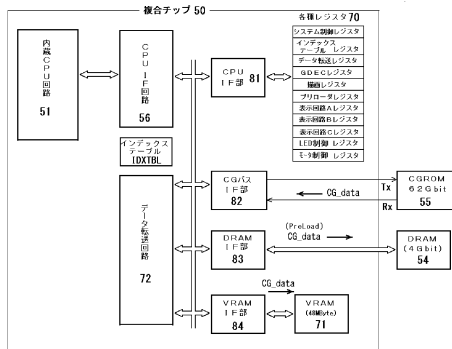 複合チップ 50
各種レジスタ 70
内蔵CPU回路
51
CPU IF回路
56
CPU
IF部 81
システム制御レジスタ
インデックス
テーブル レジスタ
データ転送レジスタ
GDECレジスタ
描画レジスタ
プリローダレジスタ
表示回路Aレジスタ
表示回路Bレジスタ
表示回路Cレジスタ
LED制御 レジスタ
モータ制御 レジスタ
インデックス
テーブル
IDXTBL
データ転送回路
72
CGバス
IF部
82
Tx
CG_data
Rx
CGROM
62Gbit
55
DRAM
IF部
83
(PreLoad)
CG_data
DRAM
(4Gbit)
54
VRAM
IF部
84
CG_data
VRAM
(48MByte)
71